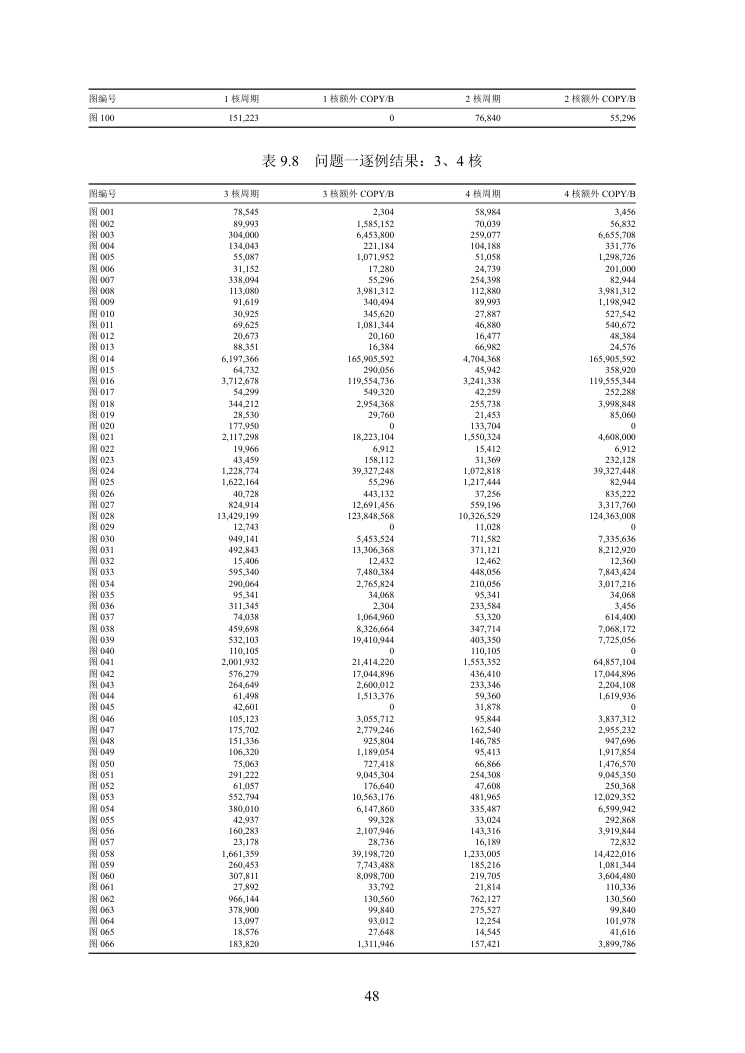 图编号 1 核周期 1 核额外 COPY/B 2 核周期 2 核额外 COPY/B
图 100 151,223 0 76,840 55,296
表 9.8 问题一逐例结果：3、4 核
图编号 3 核周期 3 核额外 COPY/B 4 核周期 4 核额外 COPY/B
图 001 78,545 2,304 58,984 3,456
图 002 89,993 1,585,152 70,039 56,832
图 003 304,000 6,453,800 259,077 6,655,708
图 004 134,043 221,184 104,188 331,776
图 005 55,087 1,071,952 51,058 1,298,726
图 006 31,152 17,280 24,739 201,000
图 007 338,094 55,296 254,398 82,944
图 008 113,080 3,981,312 112,880 3,981,312
图 009 91,619 340,494 89,993 1,198,942
图 010 30,925 345,620 27,887 527,542
图 011 69,625 1,081,344 46,880 540,672
图 012 20,673 20,160 16,477 48,384
图 013 88,351 16,384 66,982 24,576
图 014 6,197,366 165,905,592 4,704,368 165,905,592
图 015 64,732 290,056 45,942 358,920
图 016 3,712,678 119,554,736 3,241,338 119,555,344
图 017 54,299 549,320 42,259 252,288
图 018 344,212 2,954,368 255,738 3,998,848
图 019 28,530 29,760 21,453 85,060
图 020 177,950 0 133,704 0
图 021 2,117,298 18,223,104 1,550,324 4,608,000
图 022 19,966 6,912 15,412 6,912
图 023 43,459 158,112 31,369 232,128
图 024 1,228,774 39,327,248 1,072,818 39,327,448
图 025 1,622,164 55,296 1,217,444 82,944
图 026 40,728 443,132 37,256 835,222
图 027 824,914 12,691,456 559,196 3,317,760
图 028 13,429,199 123,848,568 10,326,529 124,363,008
图 029 12,743 0 11,028 0
图 030 949,141 5,453,524 711,582 7,335,636
图 031 492,843 13,306,368 371,121 8,212,920
图 032 15,406 12,432 12,462 12,360
图 033 595,340 7,480,384 448,056 7,843,424
图 034 290,064 2,765,824 210,056 3,017,216
图 035 95,341 34,068 95,341 34,068
图 036 311,345 2,304 233,584 3,456
图 037 74,038 1,064,960 53,320 614,400
图 038 459,698 8,326,664 347,714 7,068,172
图 039 532,103 19,410,944 403,350 7,725,056
图 040 110,105 0 110,105 0
图 041 2,001,932 21,414,220 1,553,352 64,857,104
图 042 576,279 17,044,896 436,410 17,044,896
图 043 264,649 2,600,012 233,346 2,204,108
图 044 61,498 1,513,376 59,360 1,619,936
图 045 42,601 0 31,878 0
图 046 105,123 3,055,712 95,844 3,837,312
图 047 175,702 2,779,246 162,540 2,955,232
图 048 151,336 925,804 146,785 947,696
图 049 106,320 1,189,054 95,413 1,917,854
图 050 75,063 727,418 66,866 1,476,570
图 051 291,222 9,045,304 254,308 9,045,350
图 052 61,057 176,640 47,608 250,368
图 053 552,794 10,563,176 481,965 12,029,352
图 054 380,010 6,147,860 335,487 6,599,942
图 055 42,937 99,328 33,024 292,868
图 056 160,283 2,107,946 143,316 3,919,844
图 057 23,178 28,736 16,189 72,832
图 058 1,661,359 39,198,720 1,233,005 14,422,016
图 059 260,453 7,743,488 185,216 1,081,344
图 060 307,811 8,098,700 219,705 3,604,480
图 061 27,892 33,792 21,814 110,336
图 062 966,144 130,560 762,127 130,560
图 063 378,900 99,840 275,527 99,840
图 064 13,097 93,012 12,254 101,978
图 065 18,576 27,648 14,545 41,616
图 066 183,820 1,311,946 157,421 3,899,786
48